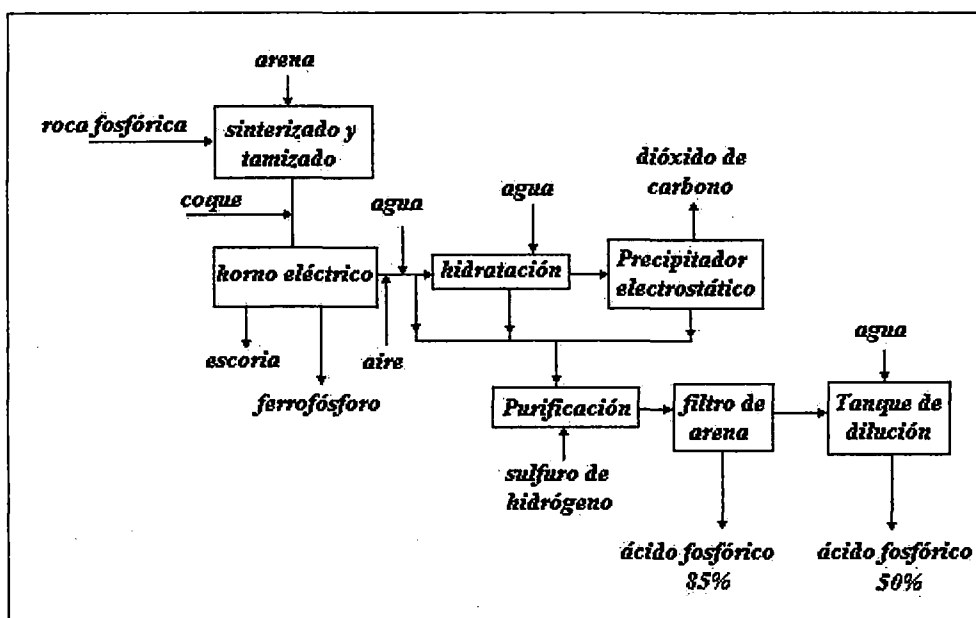 arena
roca fosfórica
sinterizado y
tamizado
dióxido de
carbono
coque
agua
agua
horno eléctrico
hidratación
Precipitador
electrostático
escoria
aire
agua
ferrofósforo
Purificación
filtro de
arena
Tanque de
dilución
sulfuro de
hidrógeno
ácido fosfórico
85%
ácido fosfórico
50%